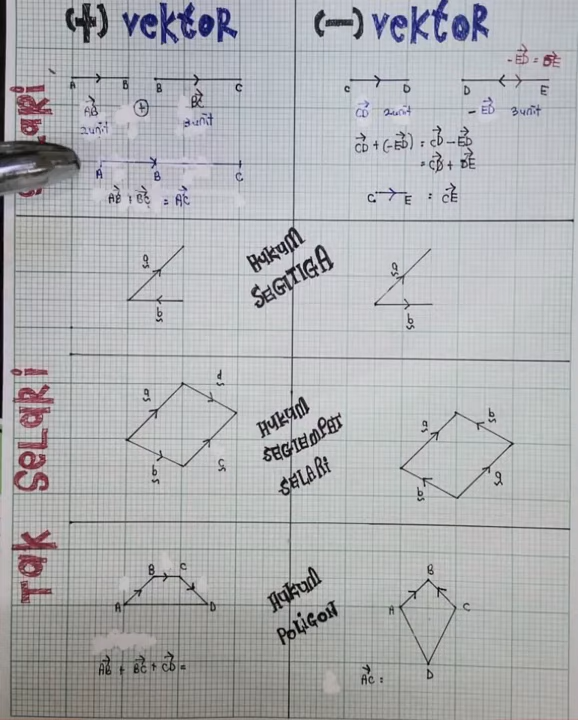 (+) vektor
(-) vektor
A B B C
AB + BC
2unit 3unit
A B C
AB + BC = AC
-ED = DE
C D D E
CD 2unit - ED 3unit
CD + (-ED) = CD - ED
= CD + DE
C E = CE
TAK SELARI
a
b
HUKUM
SEGITIGA
a
b
a
b
b
a
HUKUM
SEGIEMPAT
SELARI
a
b
b
a
B C
A D
AB + BC + CD =
HUKUM
POLIGON
B
A C
D
AC =